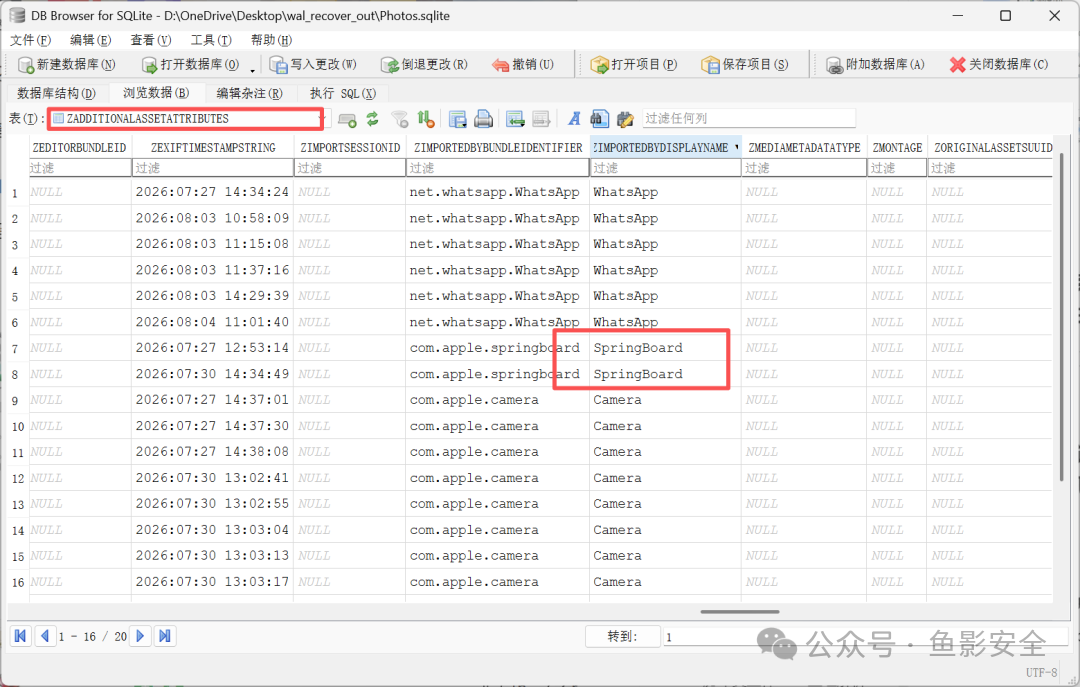 DB Browser for SQLite - D:\OneDrive\Desktop\wal_recover_out\Photos.sqlite
文件(F) 编辑(E) 查看(V) 工具(T) 帮助(H)
新建数据库(N) 打开数据库(O) 写入更改(W) 倒退更改(R) 撤销(U) 打开项目(P) 保存项目(S) 附加数据库(A) 关闭数据库(C)
数据库结构(D) 浏览数据(B) 编辑杂注(R) 执行 SQL(X)
表(T): ZADDITIONALASSETATTRIBUTES 过滤任何列
ZEDITORBUNDLEID ZEXIFTIMESTAMPSTRING ZIMPORTSESSIONID ZIMPORTEDBYBUNDLEIDENTIFIER ZIMPORTEDBYDISPLAYNAME ZMEDIAMETADATATYPE ZMONTAGE ZORIGINALASSETSUUID
过滤 过滤 过滤 过滤 过滤 过滤 过滤 过滤
1 NULL 2026:07:27 14:34:24 NULL net.whatsapp.WhatsApp WhatsApp NULL NULL NULL
2 NULL 2026:08:03 10:58:09 NULL net.whatsapp.WhatsApp WhatsApp NULL NULL NULL
3 NULL 2026:08:03 11:15:08 NULL net.whatsapp.WhatsApp WhatsApp NULL NULL NULL
4 NULL 2026:08:03 11:37:16 NULL net.whatsapp.WhatsApp WhatsApp NULL NULL NULL
5 NULL 2026:08:03 14:29:39 NULL net.whatsapp.WhatsApp WhatsApp NULL NULL NULL
6 NULL 2026:08:04 11:01:40 NULL net.whatsapp.WhatsApp WhatsApp NULL NULL NULL
7 NULL 2026:07:27 12:53:14 NULL com.apple.springboard SpringBoard NULL NULL NULL
8 NULL 2026:07:30 14:34:49 NULL com.apple.springboard SpringBoard NULL NULL NULL
9 NULL 2026:07:27 14:37:01 NULL com.apple.camera Camera NULL NULL NULL
10 NULL 2026:07:27 14:37:30 NULL com.apple.camera Camera NULL NULL NULL
11 NULL 2026:07:27 14:38:08 NULL com.apple.camera Camera NULL NULL NULL
12 NULL 2026:07:30 13:02:41 NULL com.apple.camera Camera NULL NULL NULL
13 NULL 2026:07:30 13:02:55 NULL com.apple.camera Camera NULL NULL NULL
14 NULL 2026:07:30 13:03:04 NULL com.apple.camera Camera NULL NULL NULL
15 NULL 2026:07:30 13:03:13 NULL com.apple.camera Camera NULL NULL NULL
16 NULL 2026:07:30 13:03:17 NULL com.apple.camera Camera NULL NULL NULL
1 - 16 / 20 转到: 1
公众号 · 鱼影安全
UTF-8